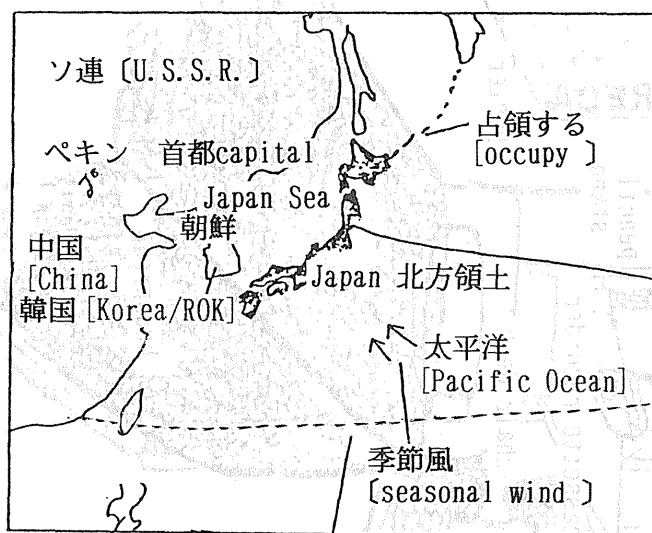 ソ連〔U.S.S.R.〕
占領する
[occupy )
ペキン 首都capital
Japan Sea
朝鮮
中国
[China]
韓国[Korea/ROK]
Japan 北方領土
太平洋
[Pacific Ocean]
季節風
〔seasonal wind )